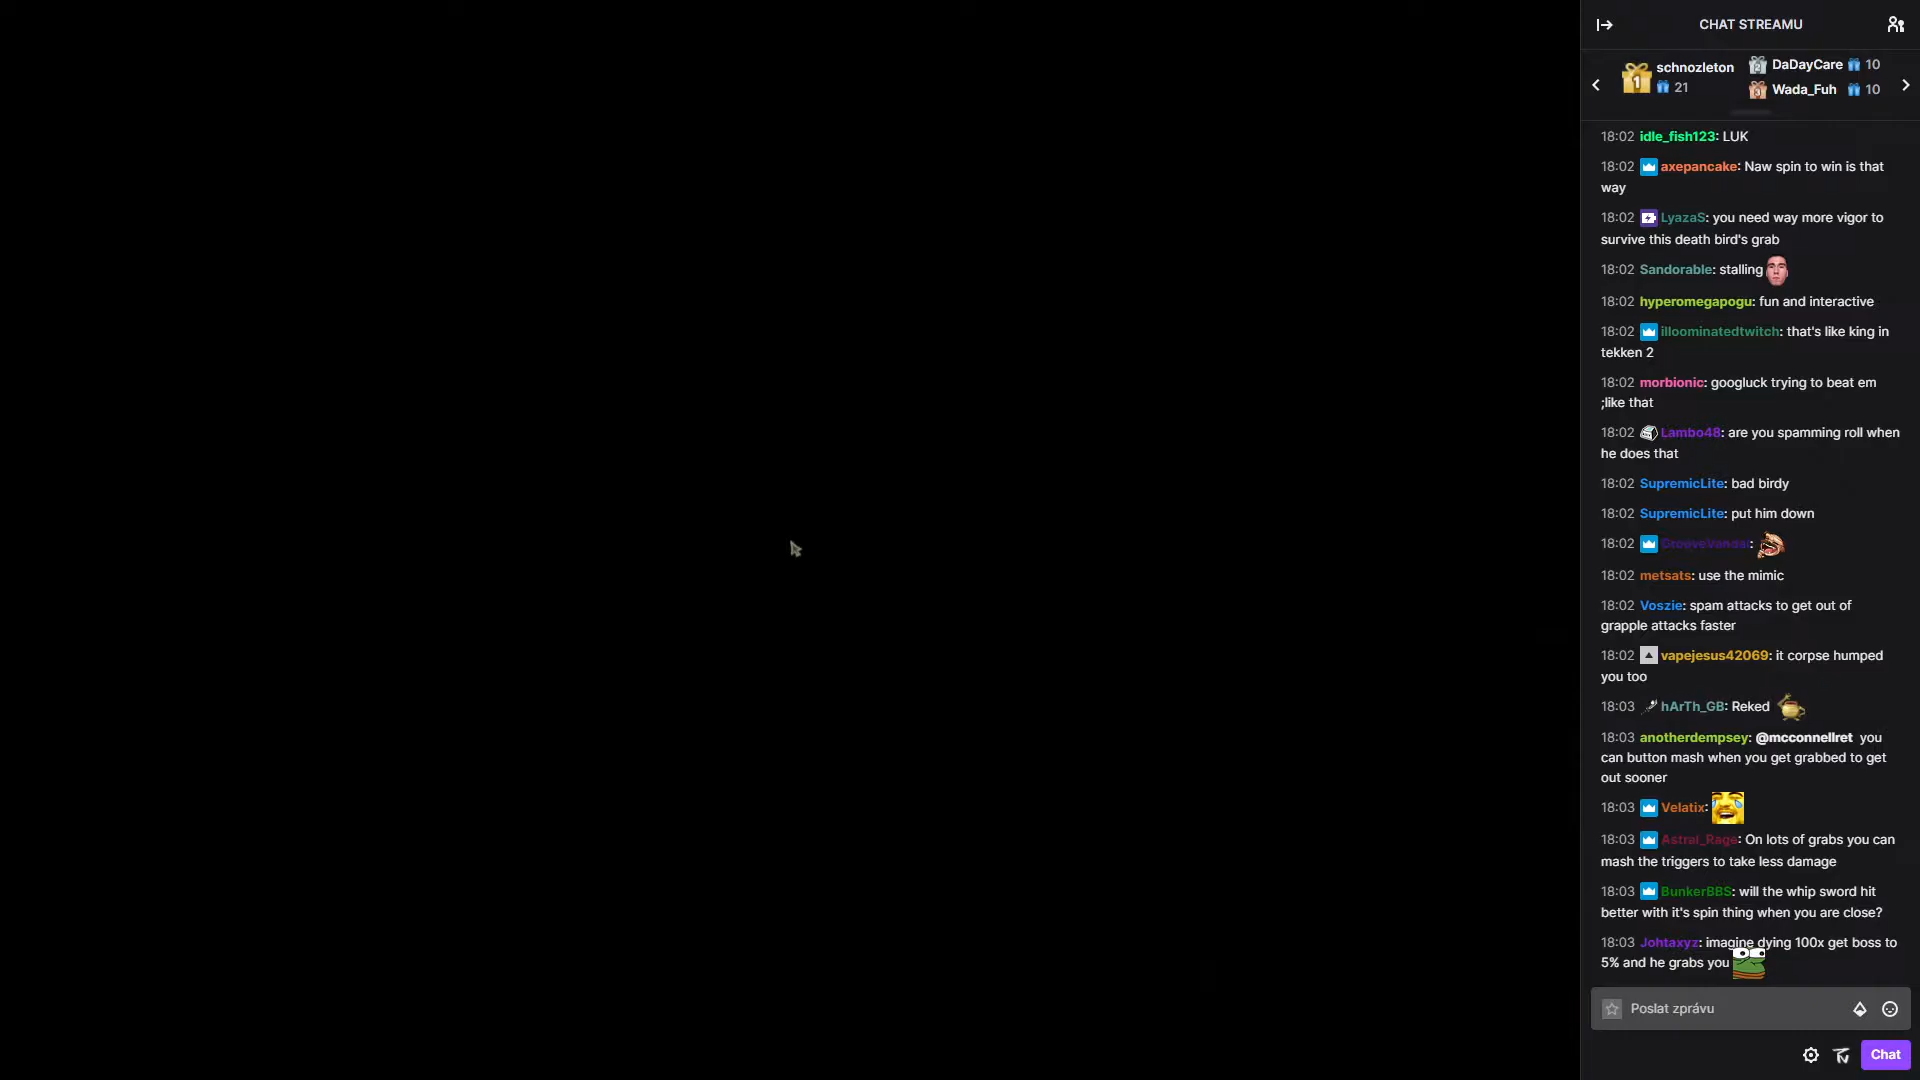 CHAT STREAMU
1
schnozleton
21
2
DaDayCare 10
3
Wada_Fuh 10
18:02 idle_fish123: LUK
18:02 axepancake: Naw spin to win is that
way
18:02 LyazaS: you need way more vigor to
survive this death bird's grab
18:02 Sandorable: stalling
18:02 hyperomegapogu: fun and interactive
18:02 illoominatedtwitch: that's like king in
tekken 2
18:02 morbionic: googluck trying to beat em
;like that
18:02 Lambo48: are you spamming roll when
he does that
18:02 SupremicLite: bad birdy
18:02 SupremicLite: put him down
18:02 GrooveVandal:
18:02 metsats: use the mimic
18:02 Voszie: spam attacks to get out of
grapple attacks faster
18:02 vapejesus42069: it corpse humped
you too
18:03 hArTh_GB: Reked
18:03 anotherdempsey: @mcconnellret you
can button mash when you get grabbed to get
out sooner
18:03 Velatix:
18:03 Astral_Rage: On lots of grabs you can
mash the triggers to take less damage
18:03 BunkerBBS: will the whip sword hit
better with it's spin thing when you are close?
18:03 Johtaxyz: imagine dying 100x get boss to
5% and he grabs you
Poslat zprávu
Chat